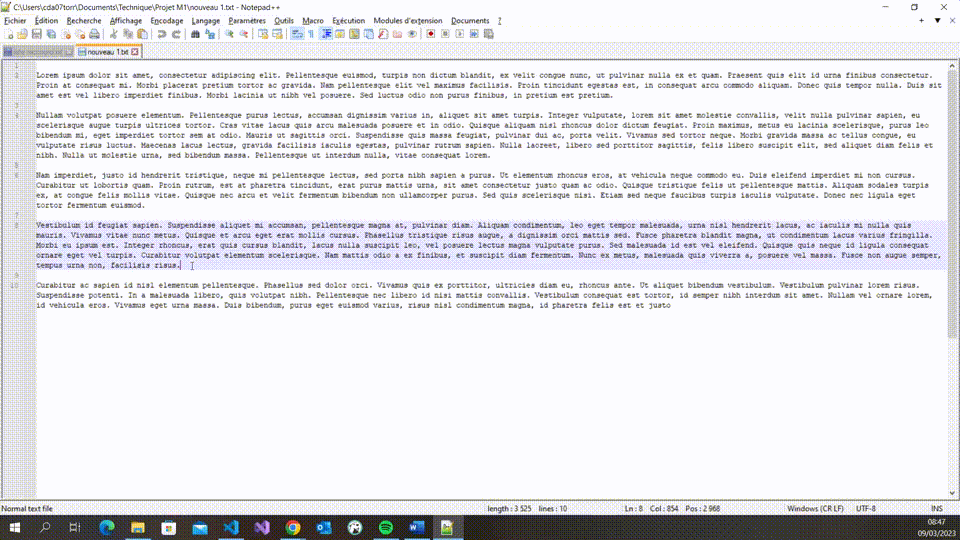 C:\Users\cda07ton\Documents\Technique\Projet M1\nouveau 1.txt - Notepad++
Fichier Édition Recherche Affichage Encodage Langage Paramètres Outils Macro Exécution Modules d'extension Documents ?
nouveau 1.txt
1
2 Lorem ipsum dolor sit amet, consectetur adipiscing elit. Pellentesque euismod, turpis non dictum blandit, ex velit congue nunc, ut pulvinar nulla ex et quam. Praesent quis elit id urna finibus consectetur.
Proin at consequat mi. Morbi placerat pretium tortor ac gravida. Nam pellentesque elit vel maximus facilisis. Proin tincidunt egestas est, in consequat arcu commodo aliquam. Donec quis tempor nulla. Duis sit
amet est vel libero imperdiet finibus. Morbi lacinia ut nibh vel posuere. Sed luctus odio non purus finibus, in pretium est pretium.
3
4 Nullam volutpat posuere elementum. Pellentesque purus lectus, accumsan dignissim varius in, aliquet sit amet turpis. Integer vulputate, lorem sit amet molestie convallis, velit nulla pulvinar sapien, eu
scelerisque augue turpis ultrices tortor. Cras vitae lacus quis arcu malesuada posuere et in odio. Quisque aliquam nisl rhoncus dolor dictum feugiat. Proin maximus, metus eu lacinia scelerisque, purus leo
bibendum mi, eget imperdiet tortor sem at odio. Mauris ut sagittis orci. Suspendisse quis massa feugiat, pulvinar dui ac, porta velit. Vivamus sed tortor neque. Morbi gravida massa ac tellus congue, eu
vulputate risus luctus. Maecenas lacus lectus, gravida facilisis iaculis egestas, pulvinar rutrum sapien. Nulla laoreet, libero sed porttitor sagittis, felis libero suscipit elit, sed aliquet diam felis et
nibh. Nulla ut molestie urna, sed bibendum massa. Pellentesque ut interdum nulla, vitae consequat lorem.
5
6 Nam imperdiet, justo id hendrerit tristique, neque mi pellentesque lectus, sed porta nibh sapien a purus. Ut elementum rhoncus eros, at vehicula neque commodo eu. Duis eleifend imperdiet mi non cursus.
Curabitur ut lobortis quam. Proin rutrum, est at pharetra tincidunt, erat purus mattis urna, sit amet consectetur justo quam ac odio. Quisque tristique felis ut pellentesque mattis. Aliquam sodales turpis
ex, at congue felis mollis vitae. Quisque nec arcu et velit fermentum bibendum non ullamcorper purus. Sed quis quam quis elit scelerisque. Etiam sed neque faucibus turpis iaculis vulputate. Donec nec ligula eget
tortor fermentum euismod.
7
8 Vestibulum id feugiat sapien. Suspendisse aliquet mi accumsan, pellentesque magna at, pulvinar diam. Aliquam condimentum, leo eget tempor malesuada, urna nisl hendrerit lacus, ac iaculis mi nulla quis
mauris. Vivamus vitae nunc metus. Quisque et arcu eget erat mollis cursus. Phasellus tristique risus augue, a dignissim orci mattis sed. Fusce pharetra blandit magna, ut condimentum lacus varius fringilla.
Morbi eu ipsum est. Integer rhoncus, erat quis cursus blandit, lacus nulla suscipit leo, vel posuere lectus magna vulputate purus. Sed malesuada id est vel eleifend. Quisque quis neque id ligula consequat
ornare eget vel turpis. Curabitur volutpat elementum scelerisque. Nam mattis odio a ex finibus, et suscipit diam fermentum. Nunc ex metus, malesuada quis viverra a, posuere vel massa. Fusce non augue semper,
tempus urna non, facilisis risus.
9
10 Curabitur ac sapien id nisl elementum pellentesque. Phasellus sed dolor orci. Vivamus quis ex porttitor, ultricies diam eu, rhoncus ante. Ut aliquet bibendum vestibulum. Vestibulum pulvinar lorem risus.
Suspendisse potenti. In a malesuada libero, quis volutpat nibh. Pellentesque nec libero id nisi mattis convallis. Vestibulum consequat est tortor, id semper nibh interdum sit amet. Nullam vel ornare lorem,
id vehicula eros. Vivamus eget urna massa. Duis bibendum, purus eget euismod varius, risus nisl condimentum magna, id pharetra felis est et justo
Normal text file length : 3 525 lines : 10 Ln : 8 Col : 854 Pos : 2 968 Windows (CR LF) UTF-8 INS
08:47
09/03/2023